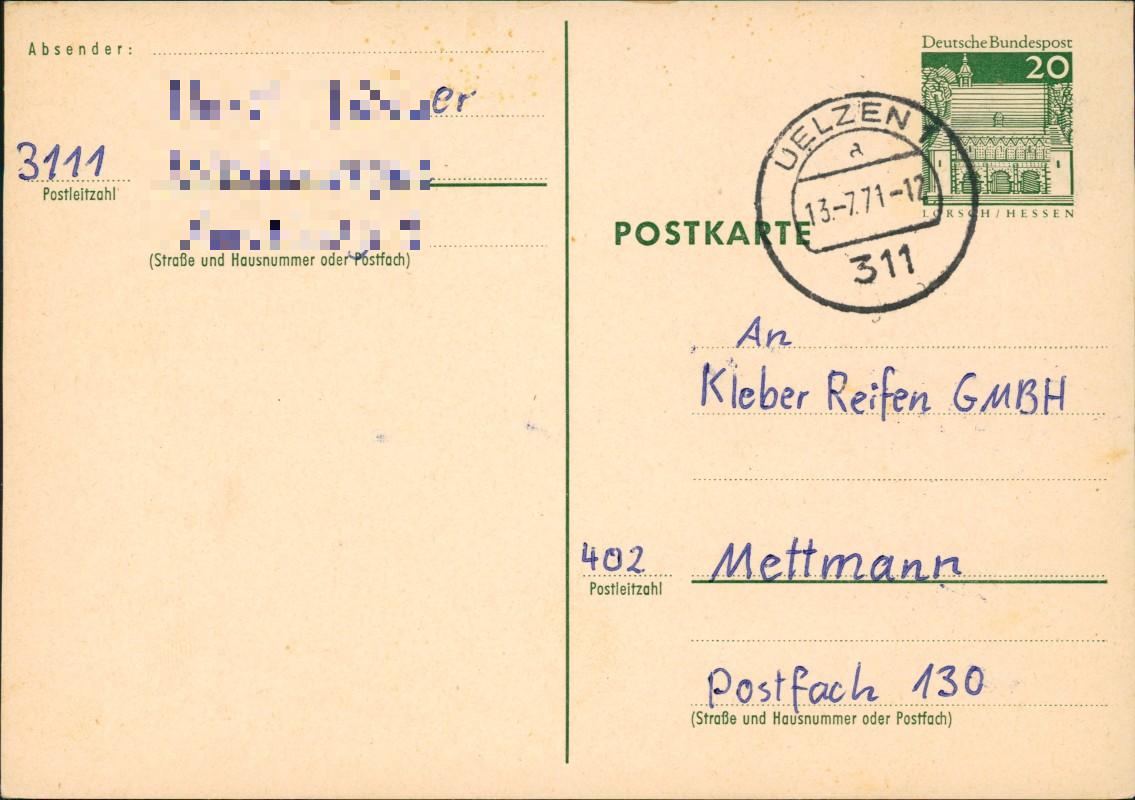 Absender:
er
3111
Postleitzahl
(Straße und Hausnummer oder Postfach)
Deutsche Bundespost
20
LORSCH/HESSEN
UELZEN 1
a
13.-7.71-12
311
POSTKARTE
An
Kleber Reifen GMBH
402 Mettmann
Postleitzahl
Postfach 130
(Straße und Hausnummer oder Postfach)